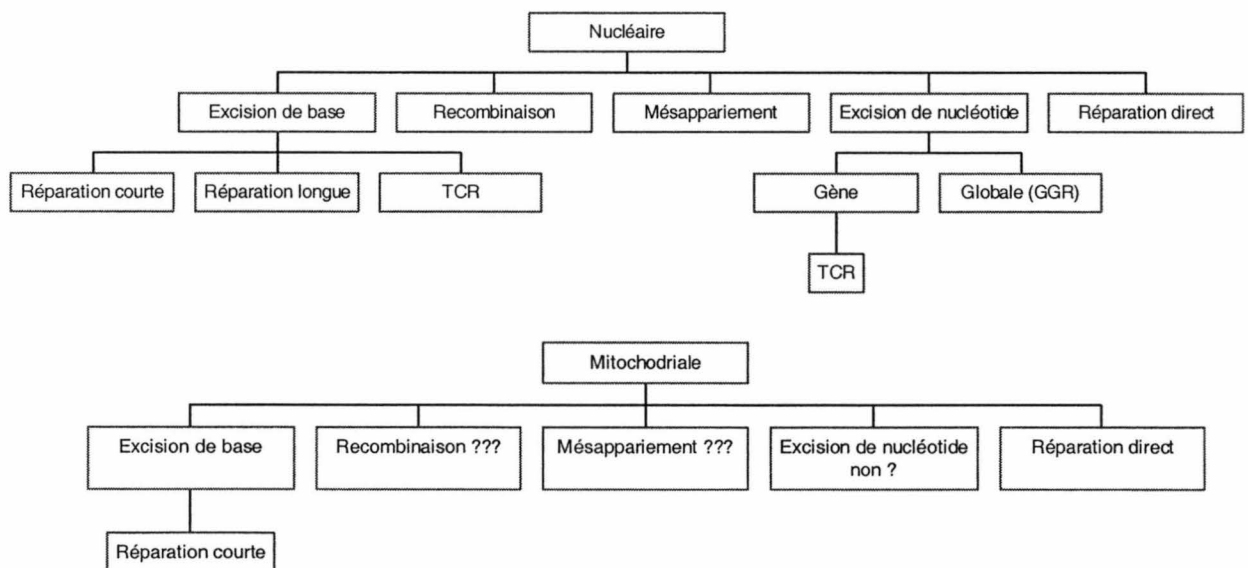 Nucléaire
Excision de base
Recombinaison
Mésappariement
Excision de nucléotide
Réparation direct
Réparation courte
Réparation longue
TCR
Gène
Globale (GGR)
TCR
Mitochodriale
Excision de base
Recombinaison ???
Mésappariement ???
Excision de nucléotide
non ?
Réparation direct
Réparation courte